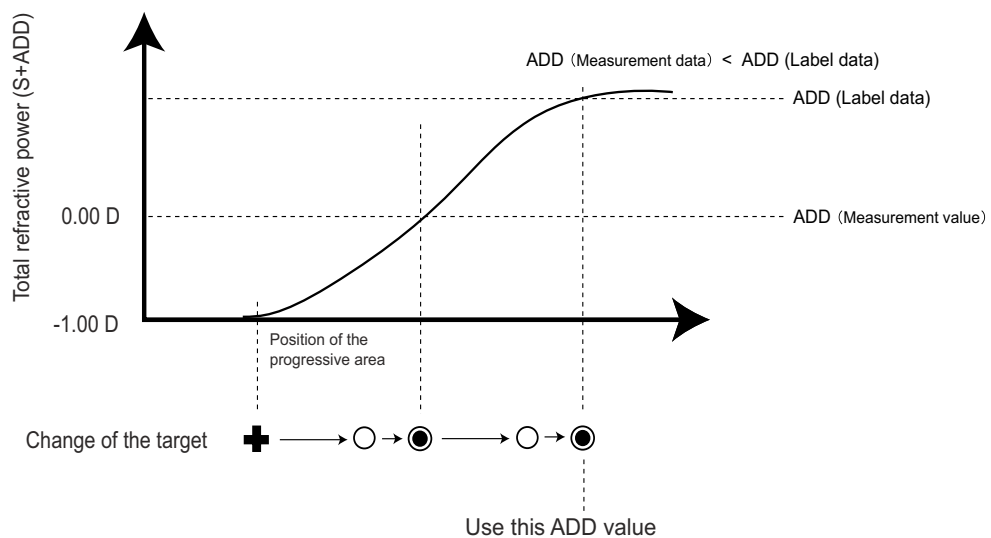 Total refractive power (S+ADD)
ADD（Measurement data）< ADD (Label data)
ADD (Label data)
0.00 D
ADD（Measurement value）
-1.00 D
Position of the
progressive area
Change of the target
Use this ADD value